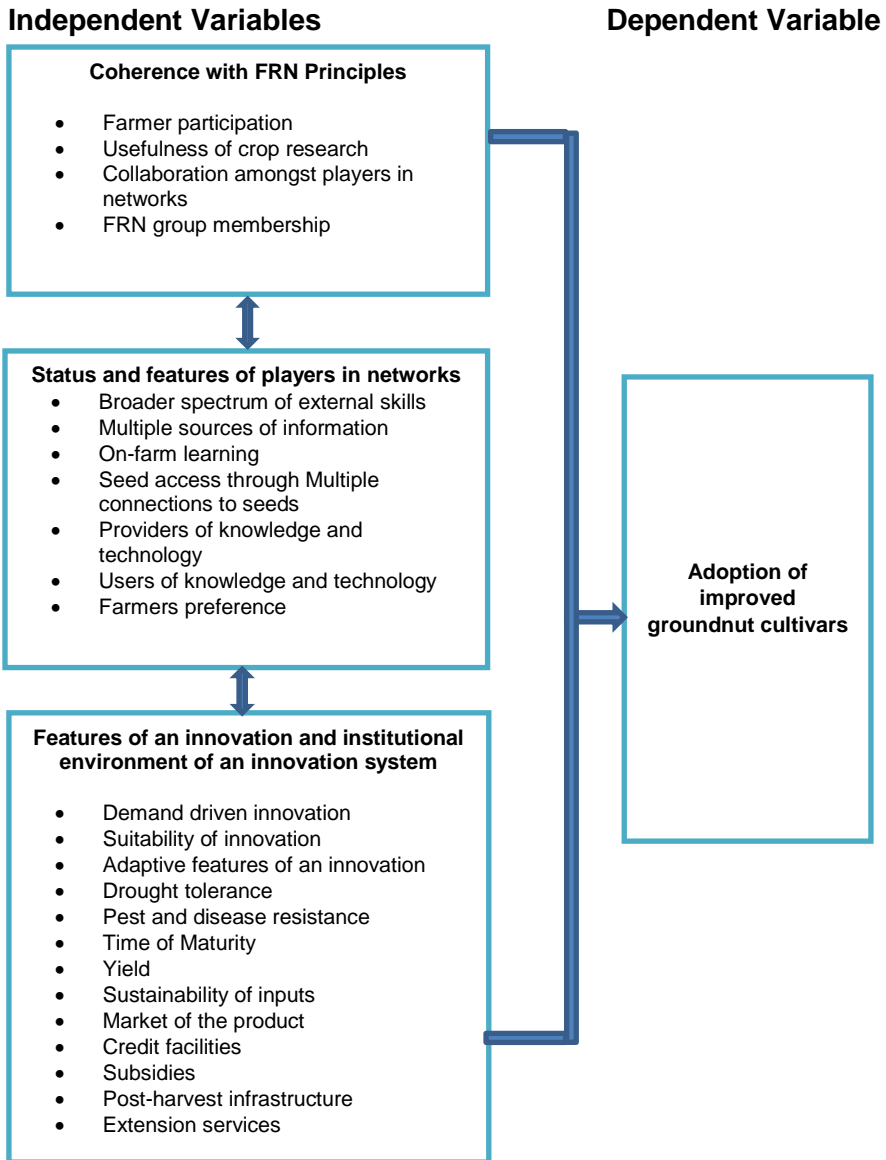 Independent Variables
Dependent Variable
Coherence with FRN Principles
• Farmer participation
• Usefulness of crop research
• Collaboration amongst players in
networks
• FRN group membership
Status and features of players in networks
• Broader spectrum of external skills
• Multiple sources of information
• On-farm learning
• Seed access through Multiple
connections to seeds
• Providers of knowledge and
technology
• Users of knowledge and technology
• Farmers preference
Features of an innovation and institutional
environment of an innovation system
• Demand driven innovation
• Suitability of innovation
• Adaptive features of an innovation
• Drought tolerance
• Pest and disease resistance
• Time of Maturity
• Yield
• Sustainability of inputs
• Market of the product
• Credit facilities
• Subsidies
• Post-harvest infrastructure
• Extension services
Adoption of
improved
groundnut cultivars